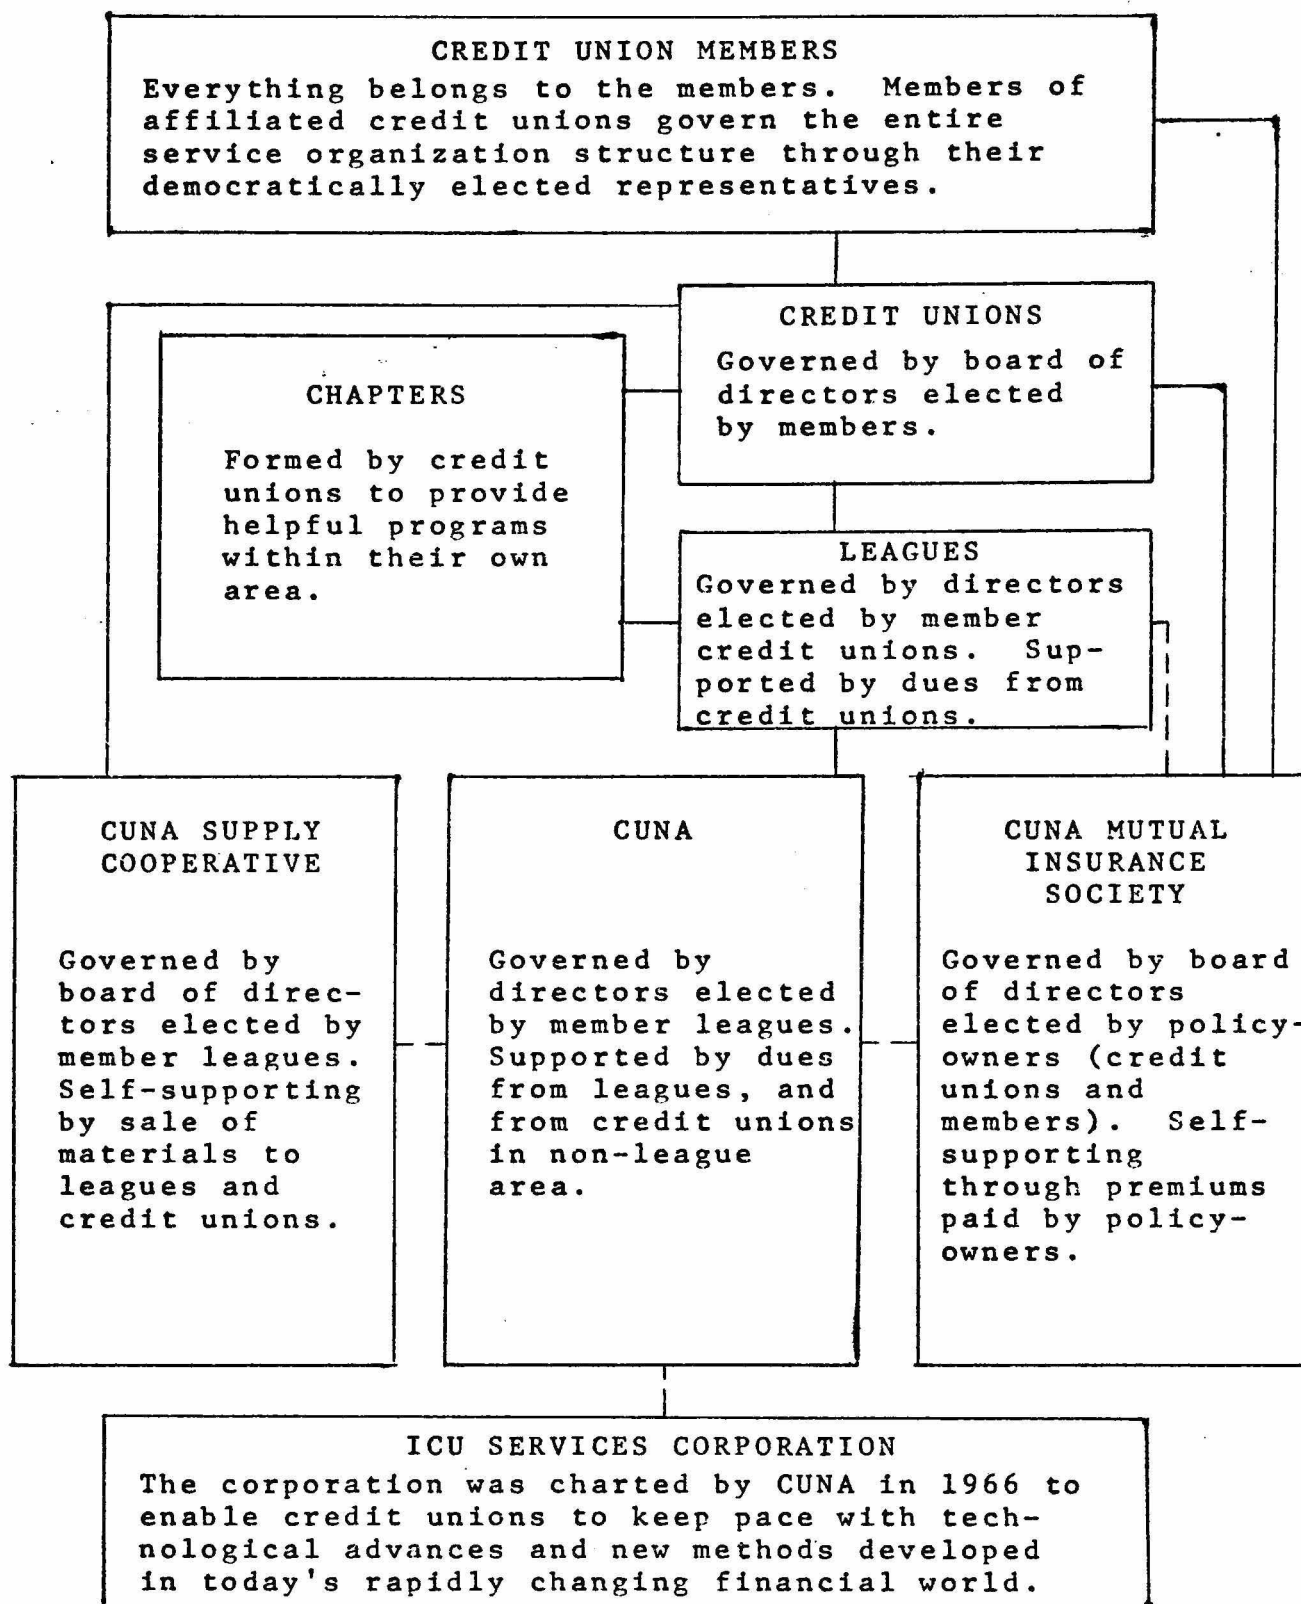 CREDIT UNION MEMBERS
Everything belongs to the members. Members of
affiliated credit unions govern the entire
service organization structure through their
democratically elected representatives.
CREDIT UNIONS
Governed by board of
directors elected
by members.
CHAPTERS
Formed by credit
unions to provide
helpful programs
within their own
area.
LEAGUES
Governed by directors
elected by member
credit unions. Sup-
ported by dues from
credit unions.
CUNA SUPPLY
COOPERATIVE
Governed by
board of direc-
tors elected by
member leagues.
Self-supporting
by sale of
materials to
leagues and
credit unions.
CUNA
Governed by
directors elected
by member leagues.
Supported by dues
from leagues, and
from credit unions
in non-league
area.
CUNA MUTUAL
INSURANCE
SOCIETY
Governed by board
of directors
elected by policy-
owners (credit
unions and
members). Self-
supporting
through premiums
paid by policy-
owners.
ICU SERVICES CORPORATION
The corporation was charted by CUNA in 1966 to
enable credit unions to keep pace with tech-
nological advances and new methods developed
in today's rapidly changing financial world.